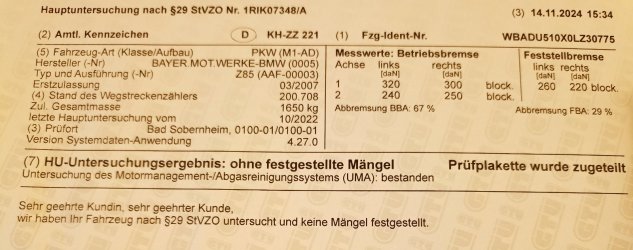 Hauptuntersuchung nach §29 StVZO Nr. 1RIK07348/A (3) 14.11.2024 15:34
(2) Amtl. Kennzeichen D KH-ZZ 221 (1) Fzg-Ident-Nr. WBADU510X0LZ30775
(5) Fahrzeug-Art (Klasse/Aufbau) PKW (M1-AD)
Hersteller (-Nr) BAYER.MOT.WERKE-BMW (0005)
Typ und Ausführung (-Nr) Z85 (AAF-00003)
Erstzulassung 03/2007
(4) Stand des Wegstreckenzählers 200.708
Zul. Gesamtmasse 1650 kg
letzte Hauptuntersuchung vom 10/2022
(3) Prüfort Bad Sobernheim, 0100-01/0100-01
Version Systemdaten-Anwendung 4.27.0
Messwerte: Betriebsbremse Feststellbremse
Achse links rechts links rechts
[daN] [daN] [daN] [daN]
1 320 300 block. 260 220 block.
2 240 250 block.
Abbremsung BBA: 67 % Abbremsung FBA: 29 %
(7) HU-Untersuchungsergebnis: ohne festgestellte Mängel Prüfplakette wurde zugeteilt
Untersuchung des Motormanagement-/Abgasreinigungssystems (UMA): bestanden
Sehr geehrte Kundin, sehr geehrter Kunde,
wir haben Ihr Fahrzeug nach §29 StVZO untersucht und keine Mängel festgestellt.